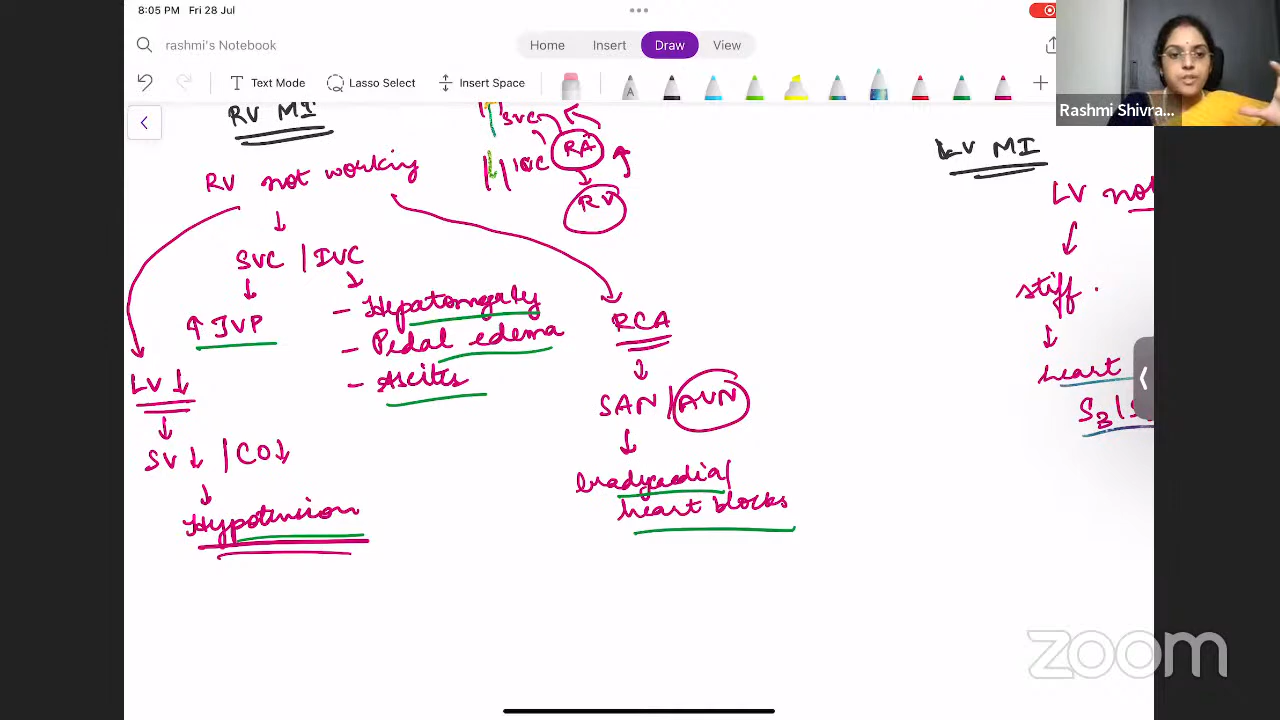 8:05 PM Fri 28 Jul
rashmi's Notebook
Home Insert Draw View
Text Mode Lasso Select Insert Space
A
Rashmi Shivra...
RV MI
RV not working
SVC | IVC
↑ JVP
- Hepatomegaly
- Pedal edema
- Ascites
LV ↓
SV ↓ | CO ↓
Hypotension
SVC
RA ↑
IVC
RV
RCA
SAN | AVN
bradycardia/
heart blocks
LV MI
LV not
stiff.
heart
S3 |
zoom